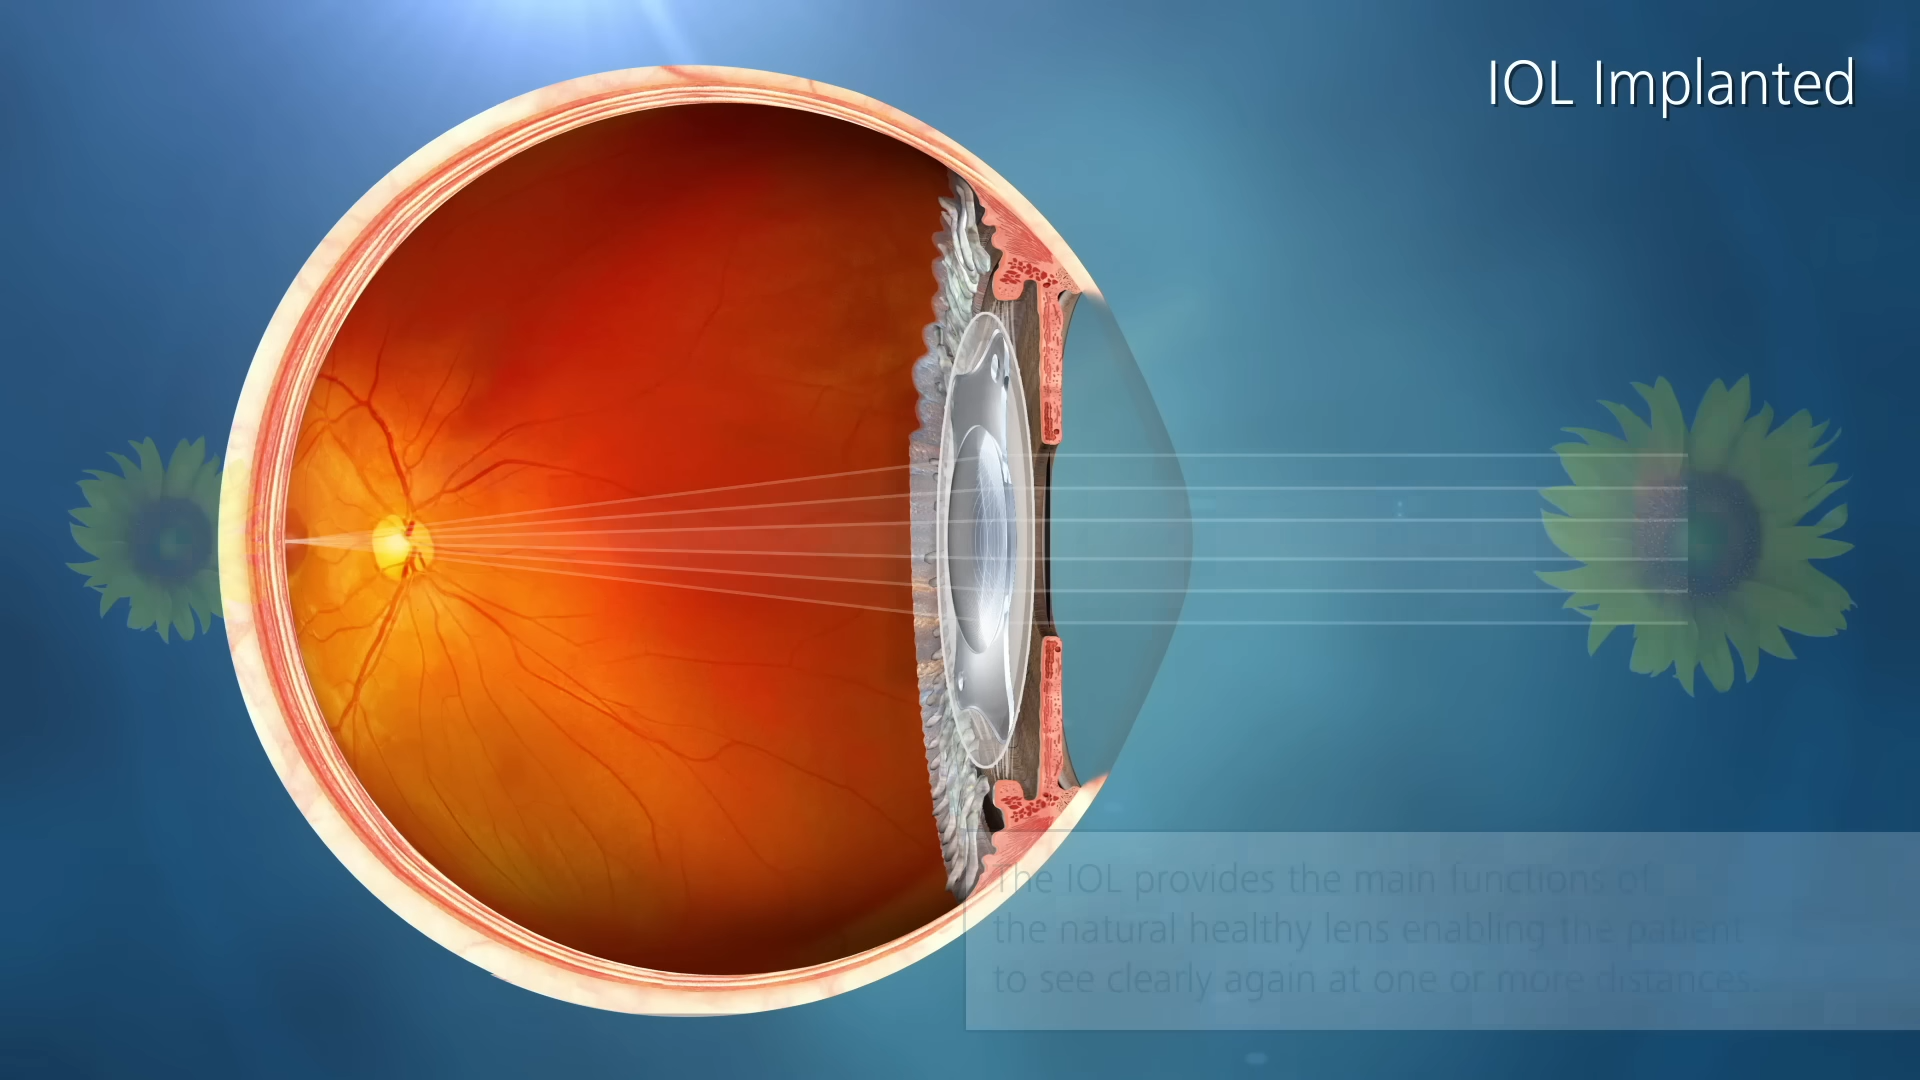 IOL Implanted
The IOL provides the main functions of
the natural healthy lens enabling the patient
to see clearly again at one or more distances.